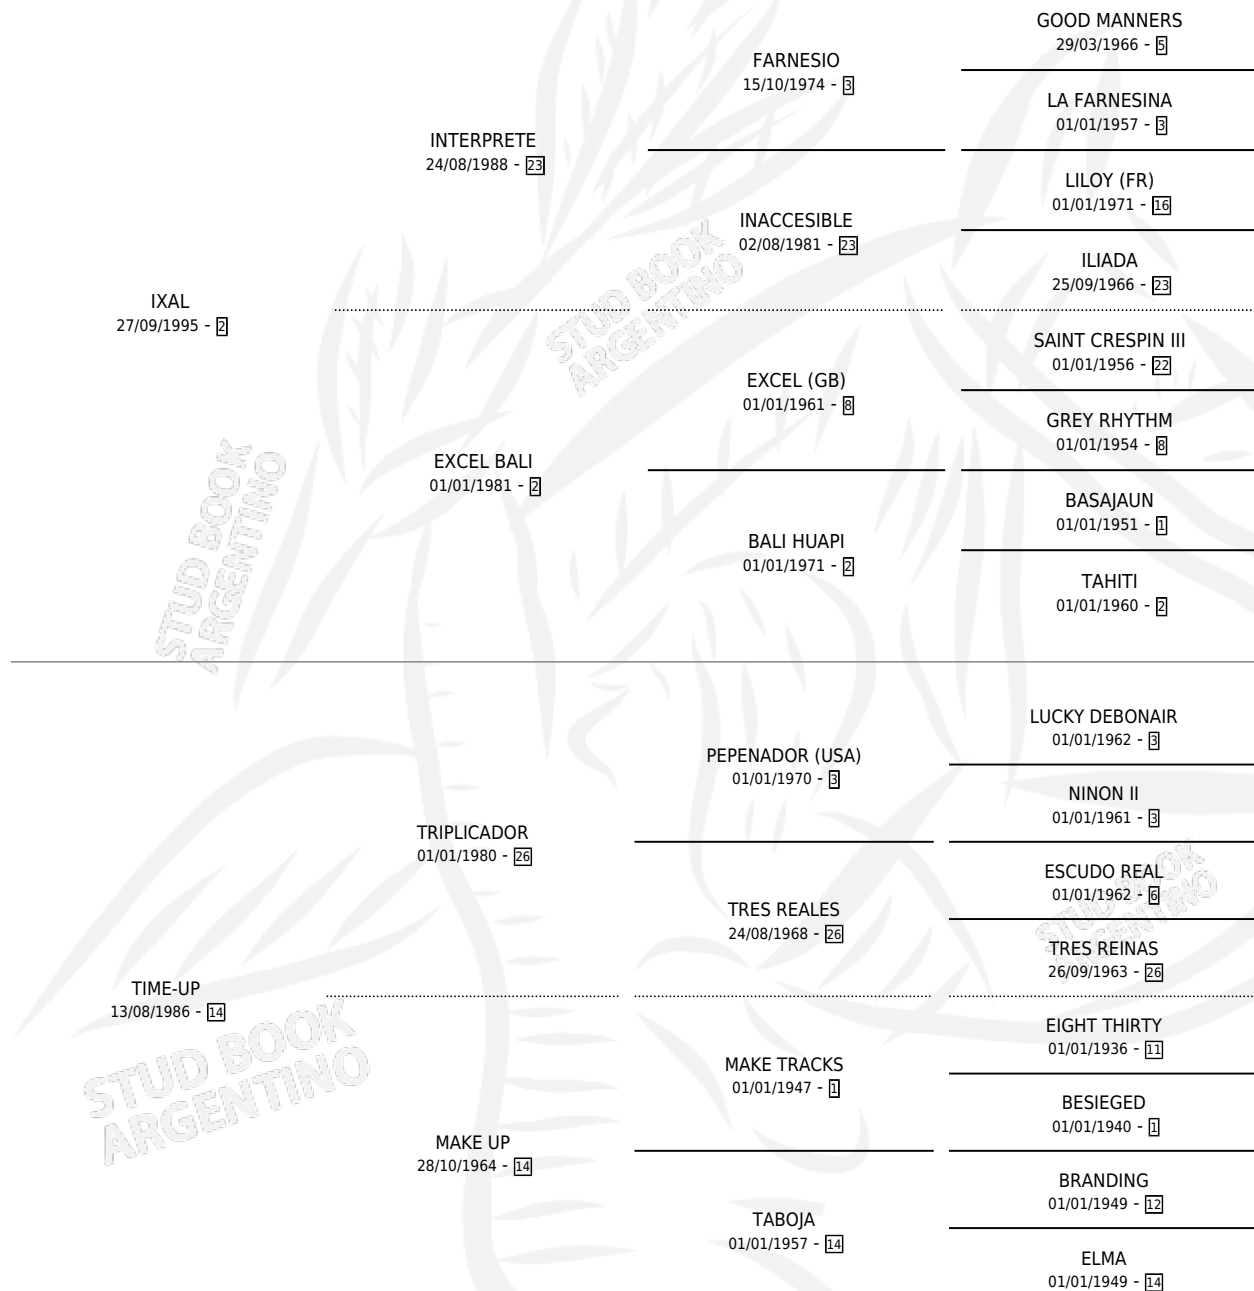 GOOD MANNERS
29/03/1966 - 5
FARNESIO
15/10/1974 - 3
LA FARNESINA
01/01/1957 - 3
INTERPRETE
24/08/1988 - 23
LILOY (FR)
01/01/1971 - 16
INACCESIBLE
02/08/1981 - 23
ILIADA
25/09/1966 - 23
IXAL
27/09/1995 - 2
STUD BOOK
ARGENTINO
SAINT CRESPIN III
01/01/1956 - 22
EXCEL (GB)
01/01/1961 - 8
GREY RHYTHM
01/01/1954 - 8
EXCEL BALI
01/01/1981 - 2
STUD BOOK
ARGENTINO
BASAJAUN
01/01/1951 - 1
BALI HUAPI
01/01/1971 - 2
TAHITI
01/01/1960 - 2
LUCKY DEBONAIR
01/01/1962 - 3
PEPENADOR (USA)
01/01/1970 - 3
NINON II
01/01/1961 - 3
TRIPLICADOR
01/01/1980 - 26
ESCUDO REAL
01/01/1962 - 6
STUD BOOK
ARGENTINO
TRES REALES
24/08/1968 - 26
TRES REINAS
26/09/1963 - 26
TIME-UP
13/08/1986 - 14
STUD BOOK
ARGENTINO
EIGHT THIRTY
01/01/1936 - 11
MAKE TRACKS
01/01/1947 - 1
BESIEGED
01/01/1940 - 1
MAKE UP
28/10/1964 - 14
BRANDING
01/01/1949 - 12
TABOJA
01/01/1957 - 14
ELMA
01/01/1949 - 14